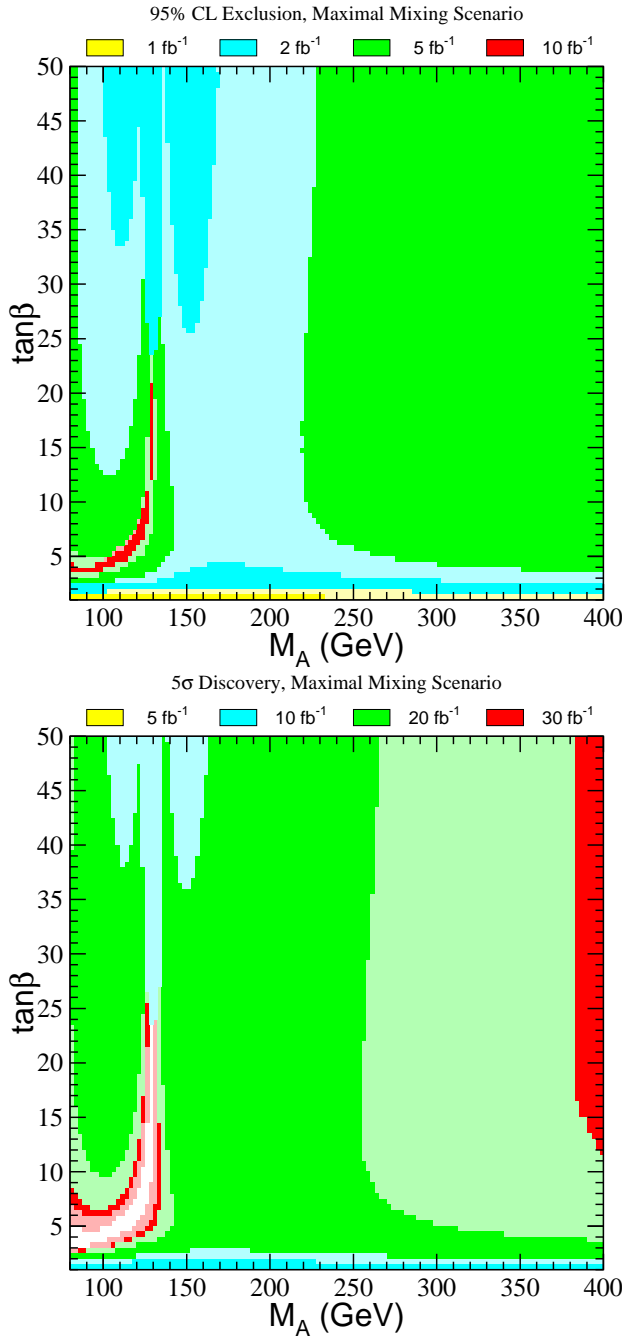 95% CL Exclusion, Maximal Mixing Scenario
1 fb⁻¹ 2 fb⁻¹ 5 fb⁻¹ 10 fb⁻¹
50
45
40
35
30
25
20
15
10
5
tanβ
100 150 200 250 300 350 400
M_A (GeV)
5σ Discovery, Maximal Mixing Scenario
5 fb⁻¹ 10 fb⁻¹ 20 fb⁻¹ 30 fb⁻¹
50
45
40
35
30
25
20
15
10
5
tanβ
100 150 200 250 300 350 400
M_A (GeV)